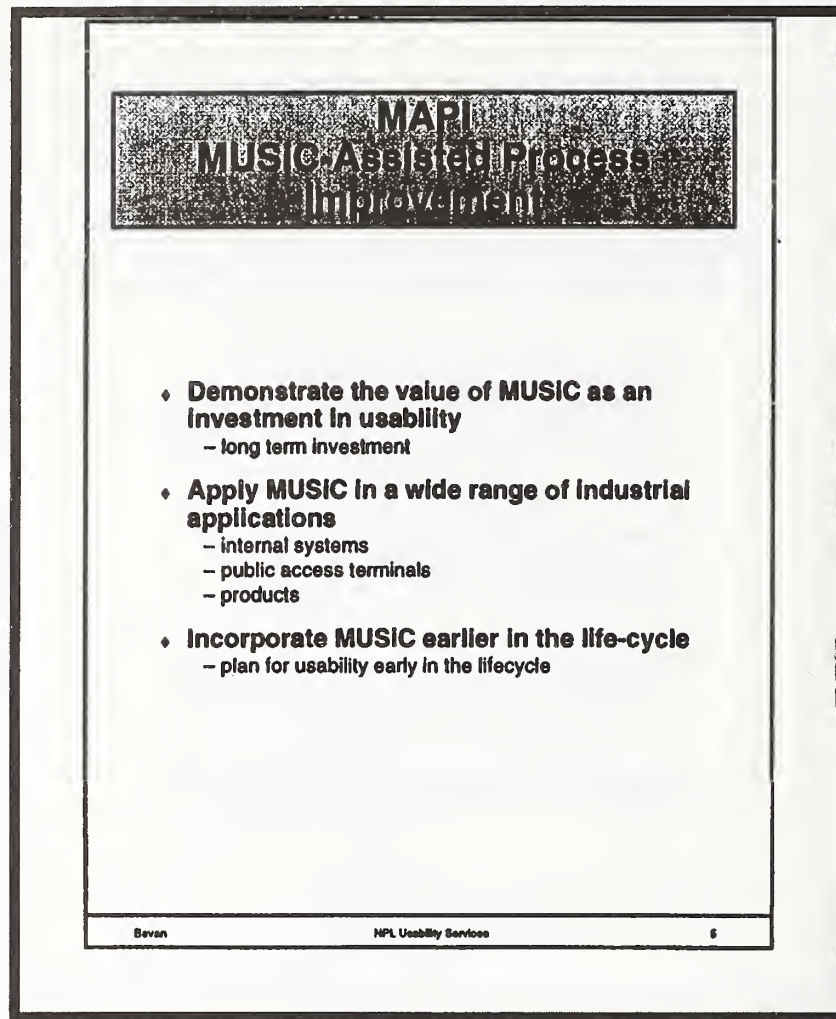 MAPI
MUSIC-Assisted Process
Improvement
♦ Demonstrate the value of MUSiC as an
investment in usability
– long term investment
♦ Apply MUSiC in a wide range of industrial
applications
– internal systems
– public access terminals
– products
♦ Incorporate MUSiC earlier in the life-cycle
– plan for usability early in the lifecycle
Bevan NPL Usability Services